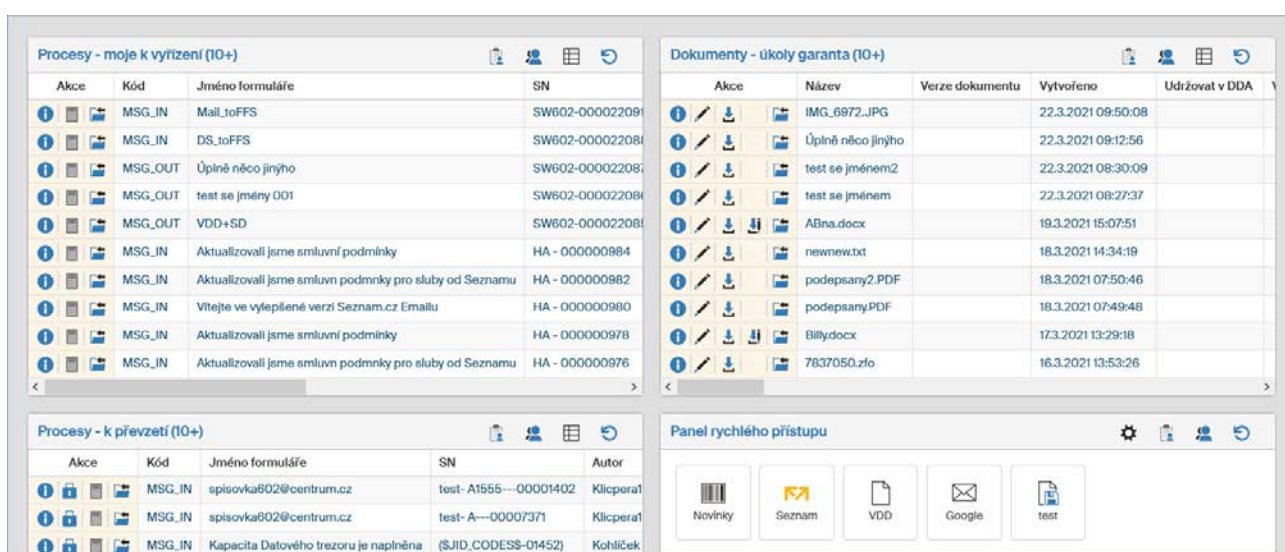 Procesy - moje k vyřízení (10+)
Akce Kód Jméno formuláře SN
MSG_IN Mail_toFFS SW602-000022091
MSG_IN DS_toFFS
MSG_OUT Úplně něco jinýho
MSG_OUT test se jmény 001
MSG_OUT VDD+SD
MSG_IN Aktualizovali jsme smluvní podmínky HA - 000000984
MSG_IN Aktualizovali jsme smluvn podmnky pro sluby od Seznamu HA - 000000982
MSG_IN Vítejte ve vylepšené verzi Seznam.cz Emailu HA - 000000980
MSG_IN Aktualizovali jsme smluvní podmínky HA - 000000978
MSG_IN Aktualizovali jsme smluvn podmnky pro sluby od Seznamu HA - 000000976
Dokumenty - úkoly garanta (10+)
Akce Název Verze dokumentu Vytvořeno Udržovat v DDA
IMG_6972.JPG 22.3.2021 09:50:08
Úplně něco jinýho 22.3.2021 09:12:56
test se jménem2 22.3.2021 08:30:09
test se jménem 22.3.2021 08:27:37
ABna.docx 19.3.2021 15:07:51
newnew.txt 18.3.2021 14:34:19
podepsany2.PDF 18.3.2021 07:50:46
podepsany.PDF 18.3.2021 07:49:48
Billy.docx 17.3.2021 13:29:18
7837050.zfo 16.3.2021 13:53:26
Procesy - k převzetí (10+)
Akce Kód Jméno formuláře SN Autor
MSG_IN spisovka602@centrum.cz test- A1555---00001402 Klicpera1
MSG_IN spisovka602@centrum.cz test- A---00007371 Klicpera1
MSG_IN Kapacita Datového trezoru je naplněna ($JID_CODES$-01452) Kohlíček
Panel rychlého přístupu
Novinky Seznam VDD Google test